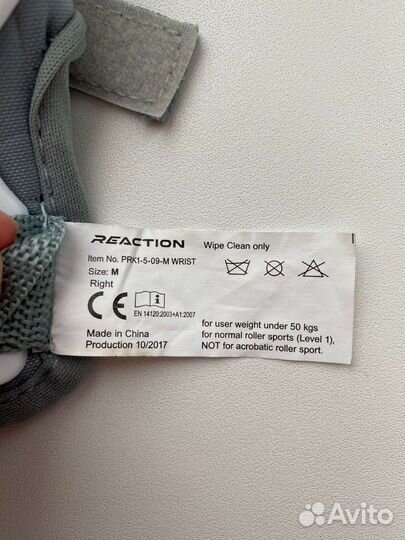 REACTION
Wipe Clean only
Item No. PRK1-5-09-M WRIST
Size: M
Right
CE
EN 14120:2003+A1:2007
Made in China
Production 10/2017
for user weight under 50 kgs
for normal roller sports (Level 1),
NOT for acrobatic roller sport.
Avito